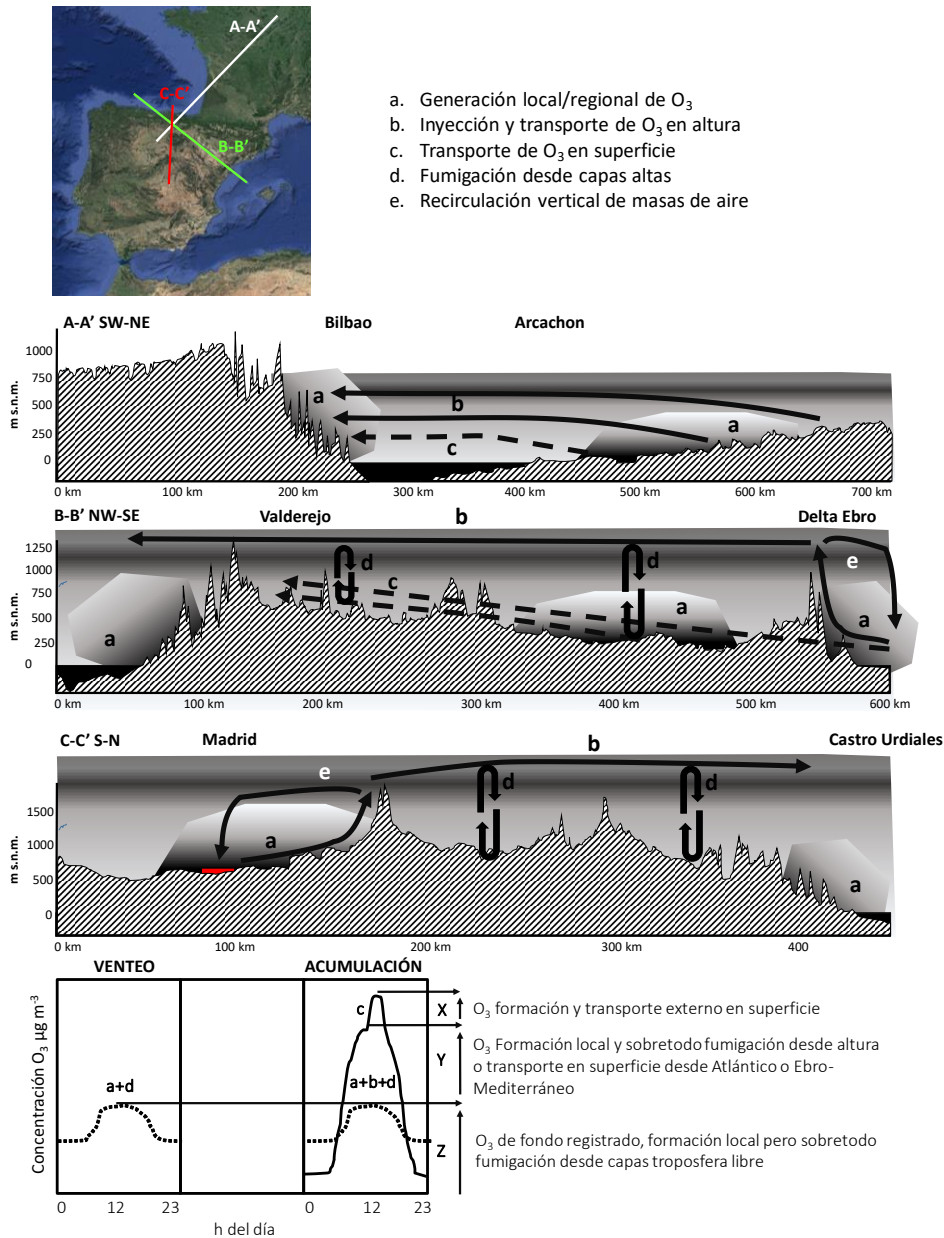 A-A'
C-C'
B-B'
a. Generación local/regional de O3
b. Inyección y transporte de O3 en altura
c. Transporte de O3 en superficie
d. Fumigación desde capas altas
e. Recirculación vertical de masas de aire
A-A' SW-NE Bilbao Arcachon
m s.n.m.
1000
750
500
250
0
a
b
c
a
0 km 100 km 200 km 300 km 400 km 500 km 600 km 700 km
B-B' NW-SE Valderejo b Delta Ebro
m s.n.m.
1250
1000
750
500
250
0
a
d
c
d
a
e
a
0 km 100 km 200 km 300 km 400 km 500 km 600 km
C-C' S-N Madrid b Castro Urdiales
m s.n.m.
1500
1000
500
0
e
a
d
d
a
0 km 100 km 200 km 300 km 400
VENTEO ACUMULACIÓN
Concentración O3 µg m-3
a+d
c
a+b+d
X O3 formación y transporte externo en superficie
Y O3 Formación local y sobretodo fumigación desde altura
o transporte en superficie desde Atlántico o Ebro-
Mediterráneo
Z O3 de fondo registrado, formación local pero sobretodo
fumigación desde capas troposfera libre
0 12 23 0 12 23
h del día